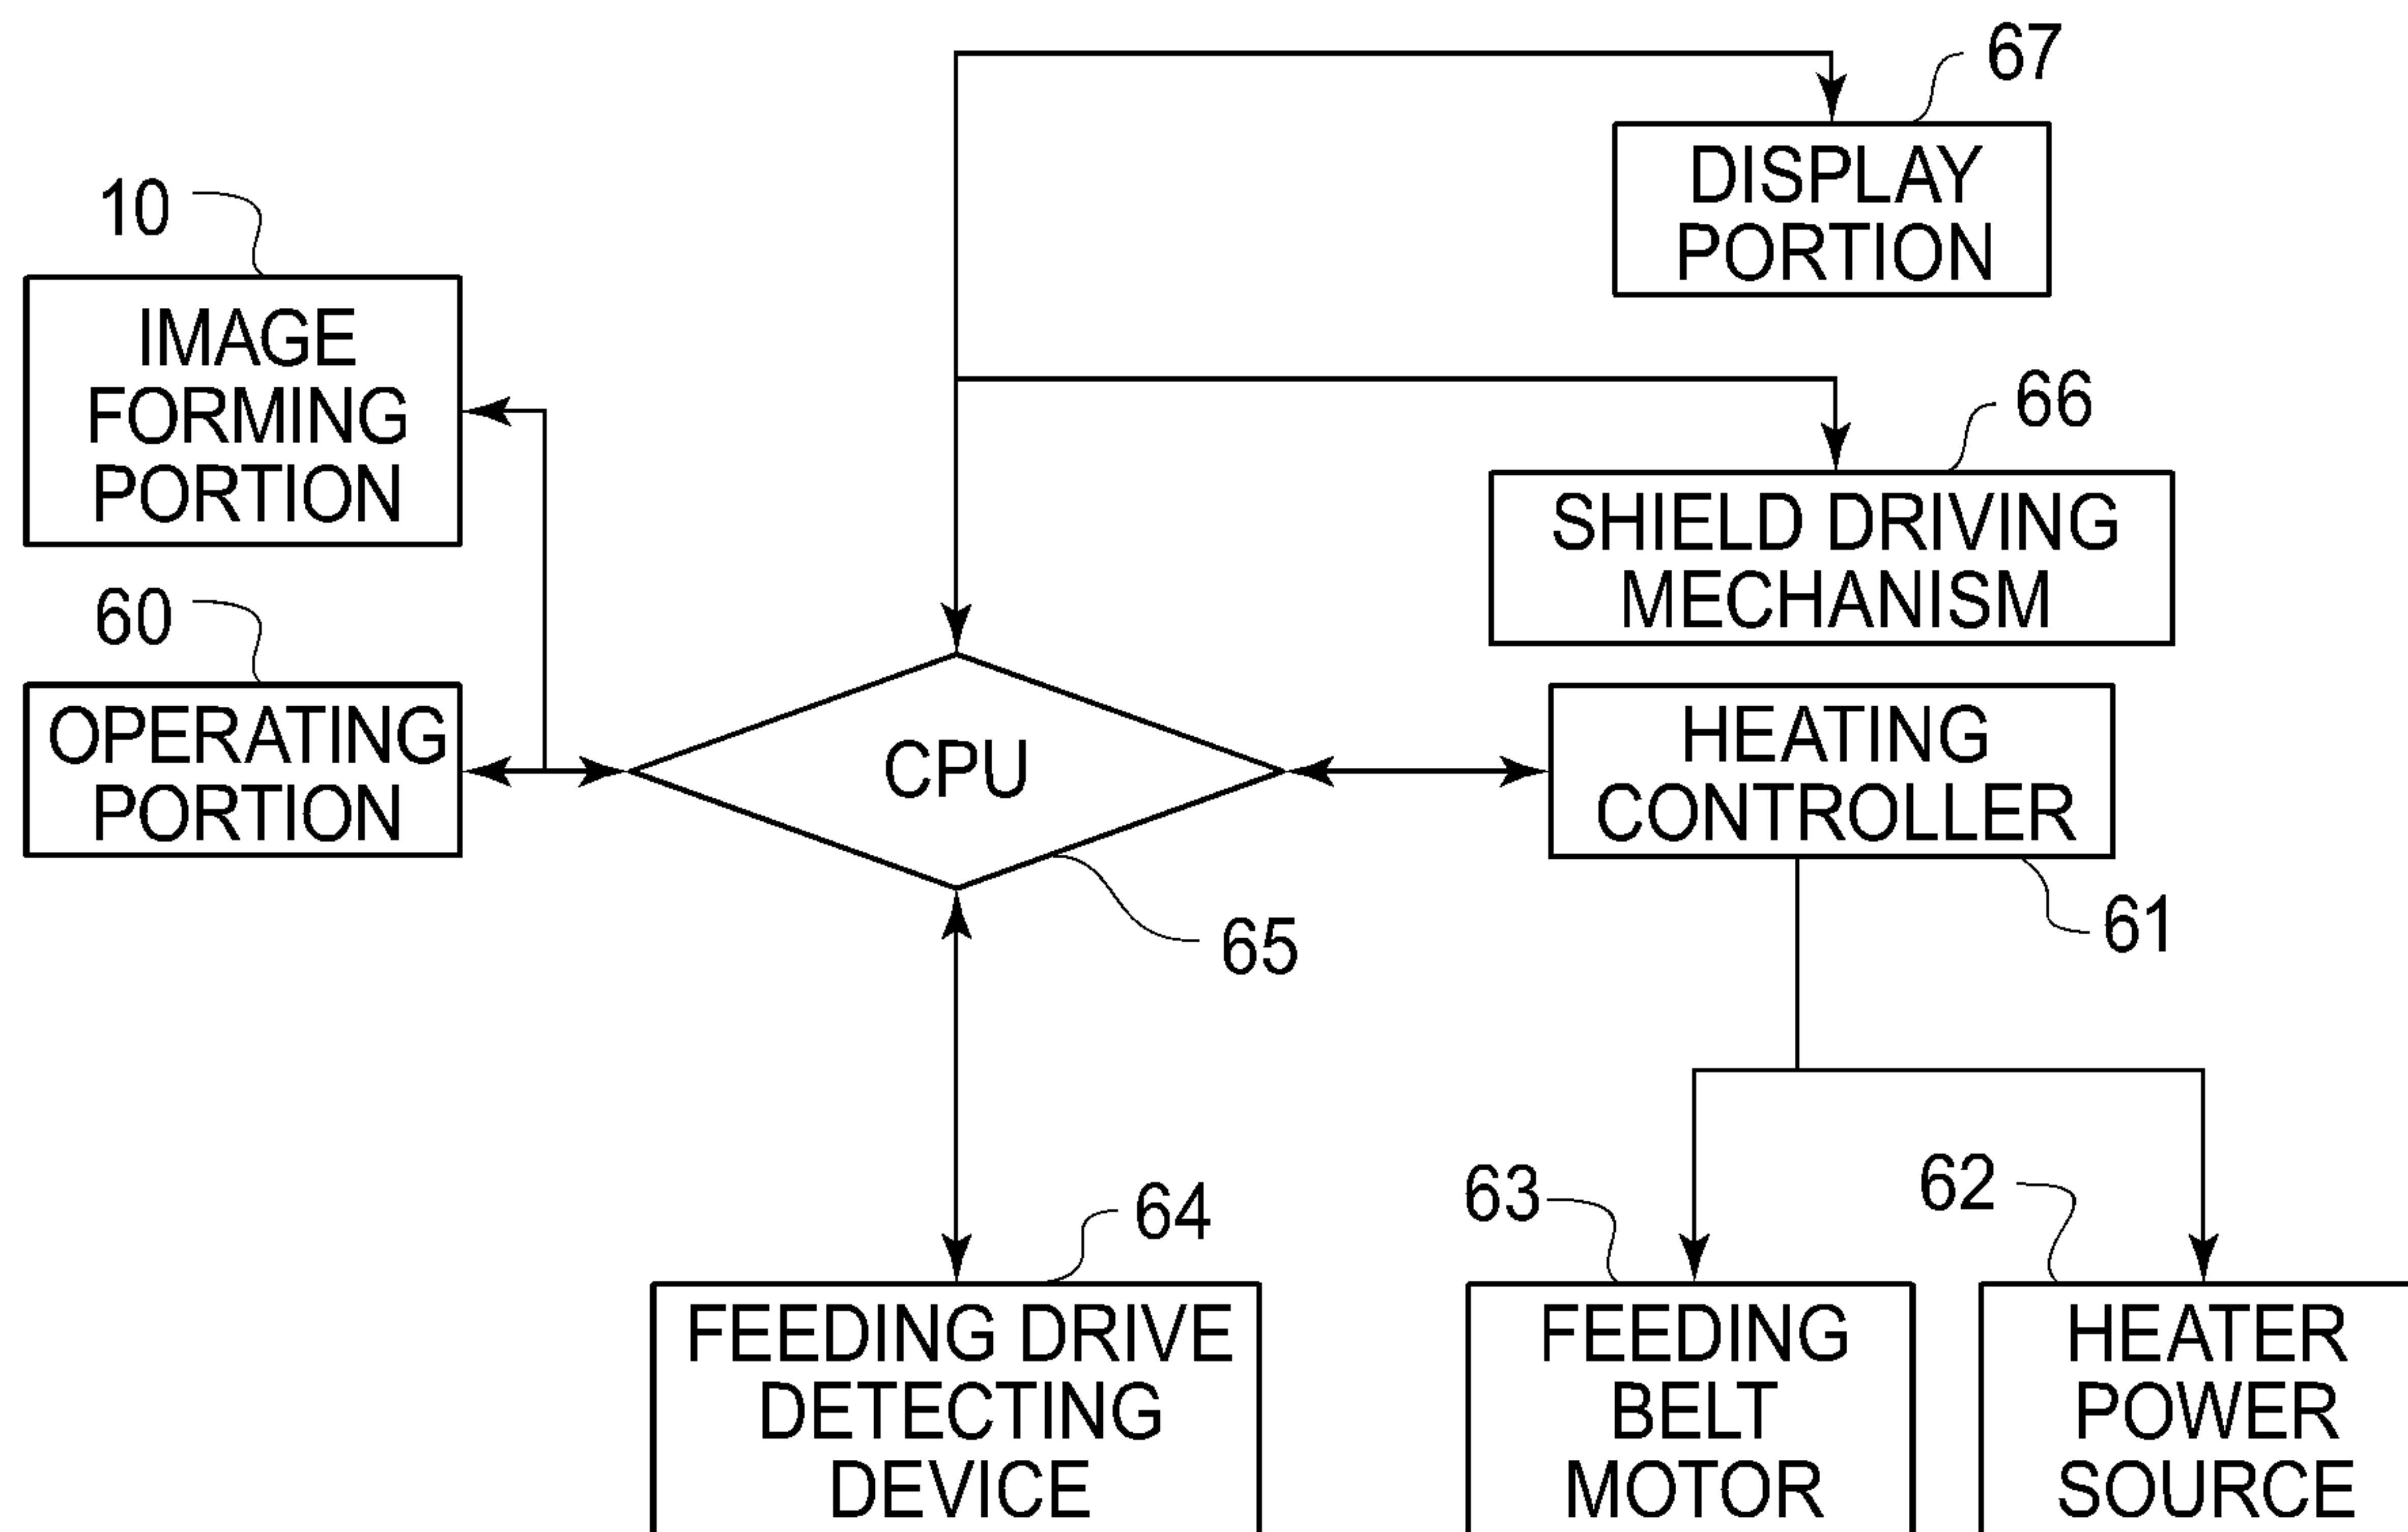 67
DISPLAY
PORTION
10
IMAGE
FORMING
PORTION
66
SHIELD DRIVING
MECHANISM
60
OPERATING
PORTION
CPU
65
HEATING
CONTROLLER
61
64
FEEDING DRIVE
DETECTING
DEVICE
63
FEEDING
BELT
MOTOR
62
HEATER
POWER
SOURCE